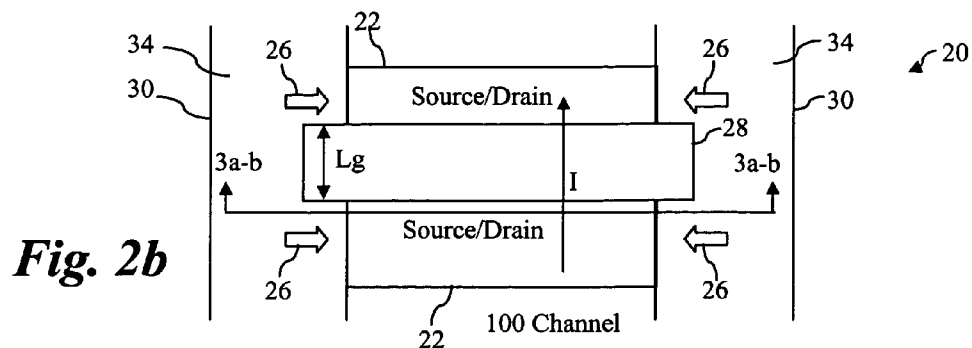 34 22 34
26 26 20
30 Source/Drain 30
28
3a-b Lg 3a-b
I
Source/Drain
Fig. 2b
26 26
22 100 Channel